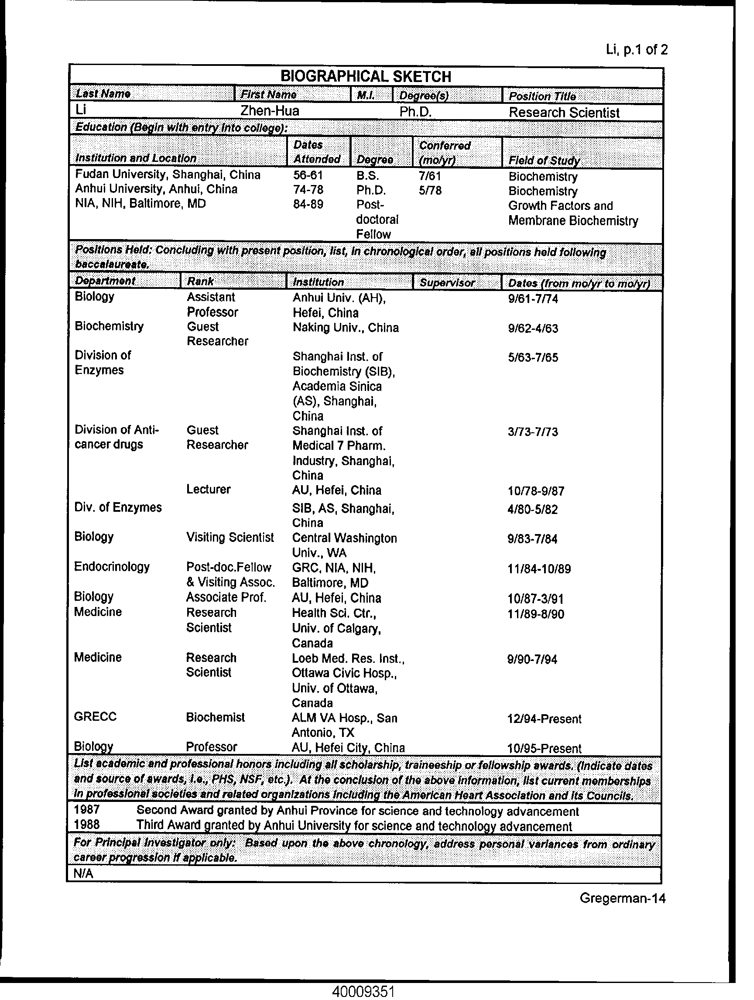 Li, p.1 of 2
BIOGRAPHICAL SKETCH
Last Name First Name M.I. Degree(s) Position Title
Li Zhen-Hua Ph.D. Research Scientist
Education (Begin with entry into college):
Institution and Location Dates Attended Degree Conferred (mo/yr) Field of Study
Fudan University, Shanghai, China 56-61 B.S. 7/61 Biochemistry
Anhui University, Anhui, China 74-78 Ph.D. 5/78 Biochemistry
NIA, NIH, Baltimore, MD 84-89 Post- Growth Factors and
doctoral Membrane Biochemistry
Fellow
Positions Held: Concluding with present position, list, in chronological order, all positions held following
baccalaureate.
Department Rank Institution Supervisor Dates (from mo/yr to mo/yr)
Biology Assistant Anhui Univ. (AH), 9/61-7/74
Professor Hefei, China
Biochemistry Guest Naking Univ., China 9/62-4/63
Researcher
Division of Shanghai Inst. of 5/63-7/65
Enzymes Biochemistry (SIB),
Academia Sinica
(AS), Shanghai,
China
Division of Anti- Guest Shanghai Inst. of 3/73-7/73
cancer drugs Researcher Medical 7 Pharm.
Industry, Shanghai,
China
Lecturer AU, Hefei, China 10/78-9/87
Div. of Enzymes SIB, AS, Shanghai, 4/80-5/82
China
Biology Visiting Scientist Central Washington 9/83-7/84
Univ., WA
Endocrinology Post-doc.Fellow GRC, NIA, NIH, 11/84-10/89
& Visiting Assoc. Baltimore, MD
Biology Associate Prof. AU, Hefei, China 10/87-3/91
Medicine Research Health Sci. Ctr., 11/89-8/90
Scientist Univ. of Calgary,
Canada
Medicine Research Loeb Med. Res. Inst., 9/90-7/94
Scientist Ottawa Civic Hosp.,
Univ. of Ottawa,
Canada
GRECC Biochemist ALM VA Hosp., San 12/94-Present
Antonio, TX
Biology Professor AU, Hefei City, China 10/95-Present
List academic and professional honors including all scholarship, traineeship or fellowship awards. (Indicate dates
and source of awards, i.e., PHS, NSF, etc.). At the conclusion of the above information, list current memberships
in professional societies and related organizations including the American Heart Association and its Councils.
1987 Second Award granted by Anhui Province for science and technology advancement
1988 Third Award granted by Anhui University for science and technology advancement
For Principal Investigator only: Based upon the above chronology, address personal variances from ordinary
career progression if applicable.
N/A
Gregerman-14
40009351